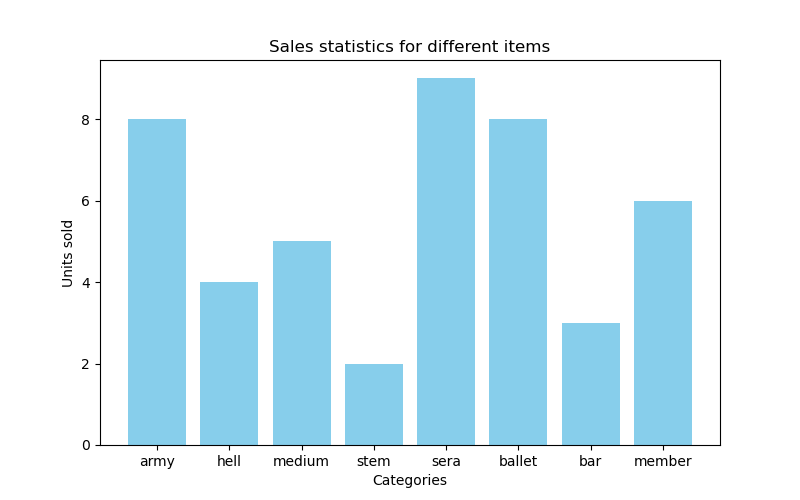 Sales statistics for different items
Units sold
8
6
4
2
0
army hell medium stem sera ballet bar member
Categories